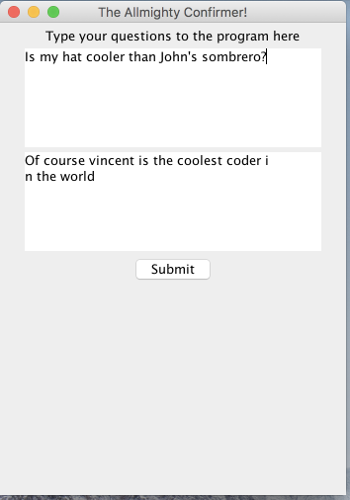 The Allmighty Confirmer!
Type your questions to the program here
Is my hat cooler than John's sombrero?
Of course vincent is the coolest coder i
n the world
Submit